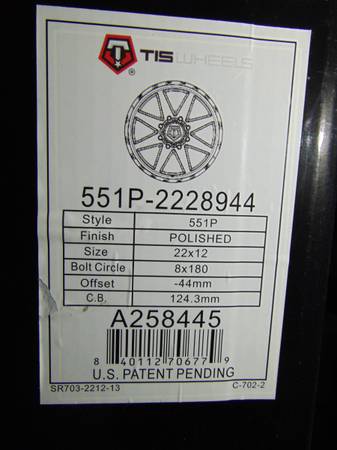 TIS WHEELS
®
551P-2228944
Style 551P
Finish POLISHED
Size 22x12
Bolt Circle 8x180
Offset -44mm
C.B. 124.3mm
A258445
8 40112 70677 9
U.S. PATENT PENDING
SR703-2212-13 C-702-2